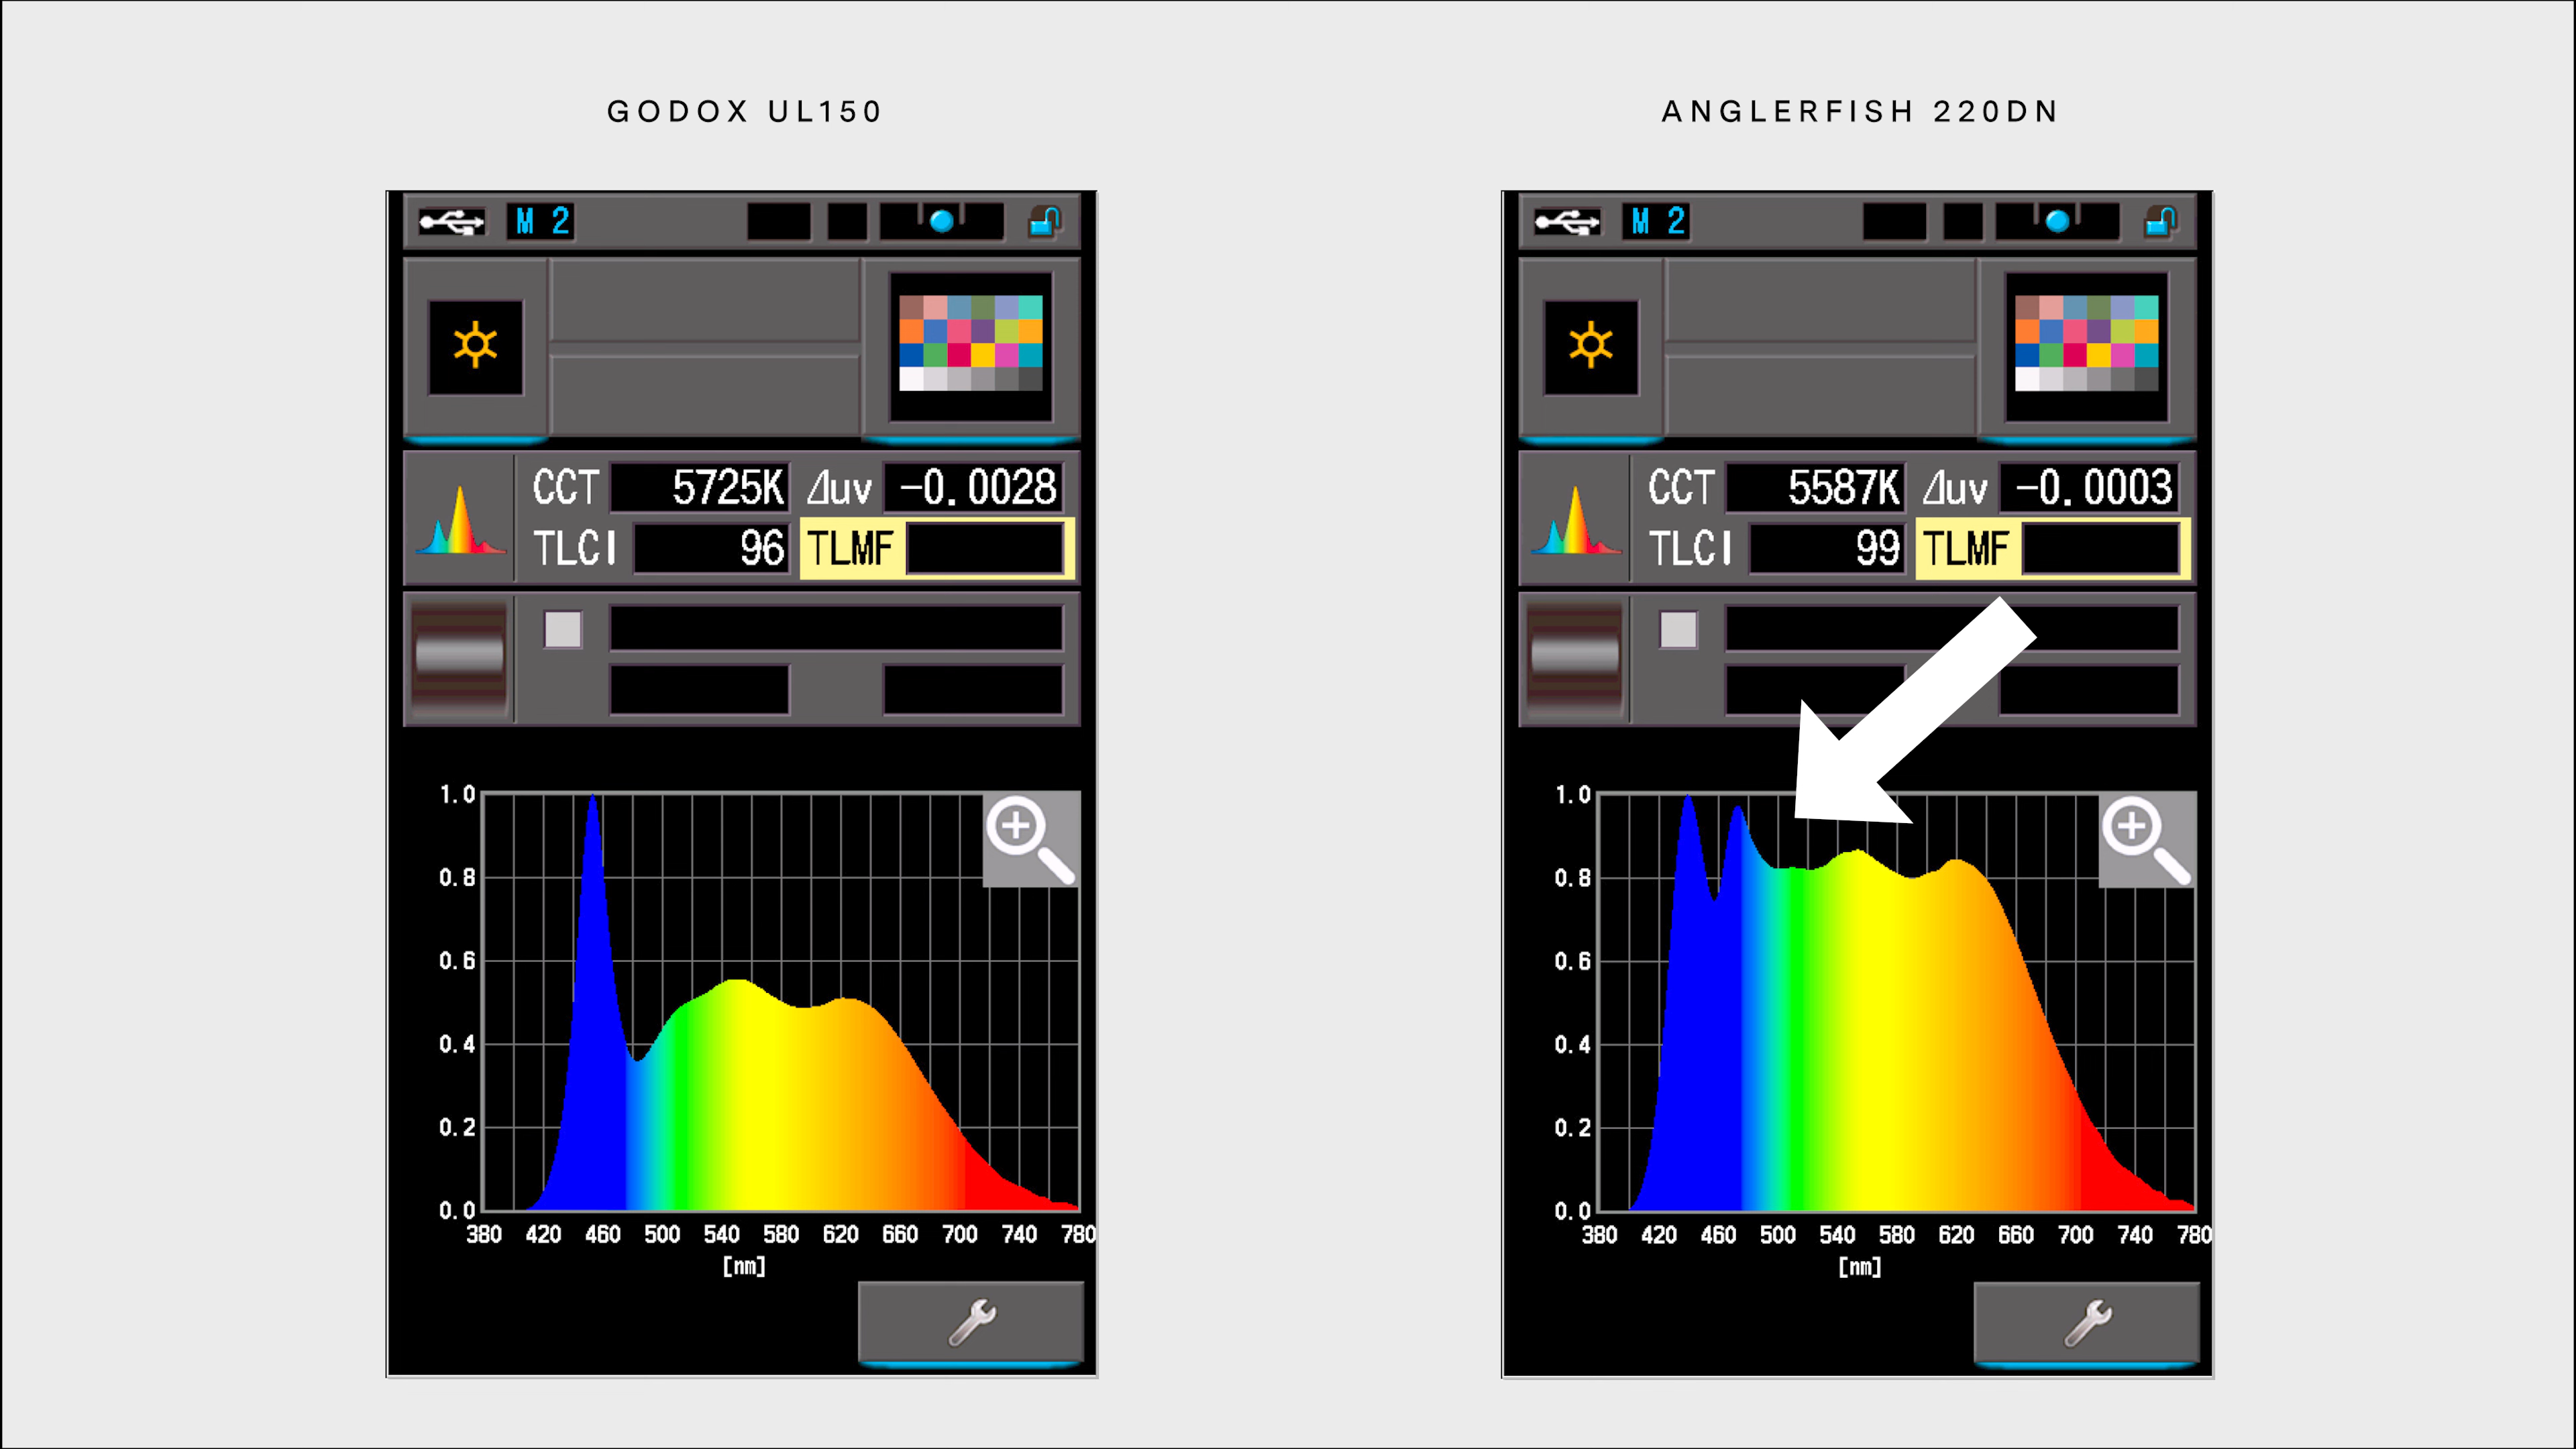 GODOX UL150
M 2
CCT 5725K ⊿uv -0.0028
TLCI 96 TLMF
1.0
0.8
0.6
0.4
0.2
0.0
380 420 460 500 540 580 620 660 700 740 780
[nm]
ANGLERFISH 220DN
M 2
CCT 5587K ⊿uv -0.0003
TLCI 99 TLMF
1.0
0.8
0.6
0.4
0.2
0.0
380 420 460 500 540 580 620 660 700 740 780
[nm]